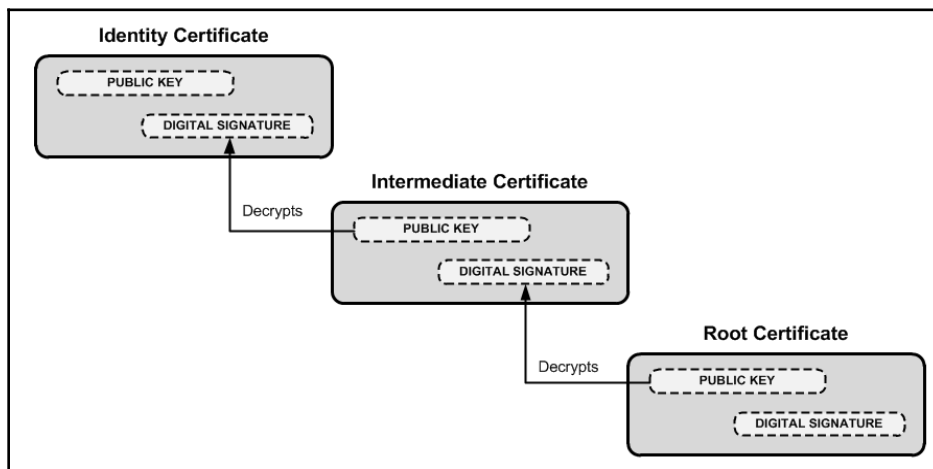 Identity Certificate
PUBLIC KEY
DIGITAL SIGNATURE
Decrypts
Intermediate Certificate
PUBLIC KEY
DIGITAL SIGNATURE
Decrypts
Root Certificate
PUBLIC KEY
DIGITAL SIGNATURE